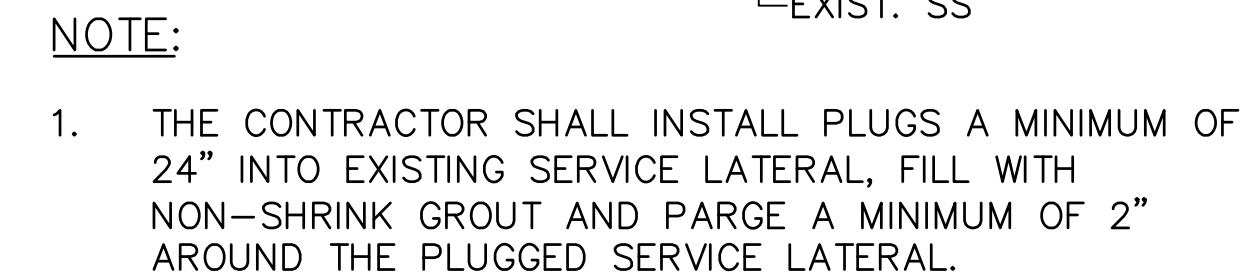 EXIST. SS
NOTE:
1. THE CONTRACTOR SHALL INSTALL PLUGS A MINIMUM OF
24” INTO EXISTING SERVICE LATERAL, FILL WITH
NON-SHRINK GROUT AND PARGE A MINIMUM OF 2”
AROUND THE PLUGGED SERVICE LATERAL.